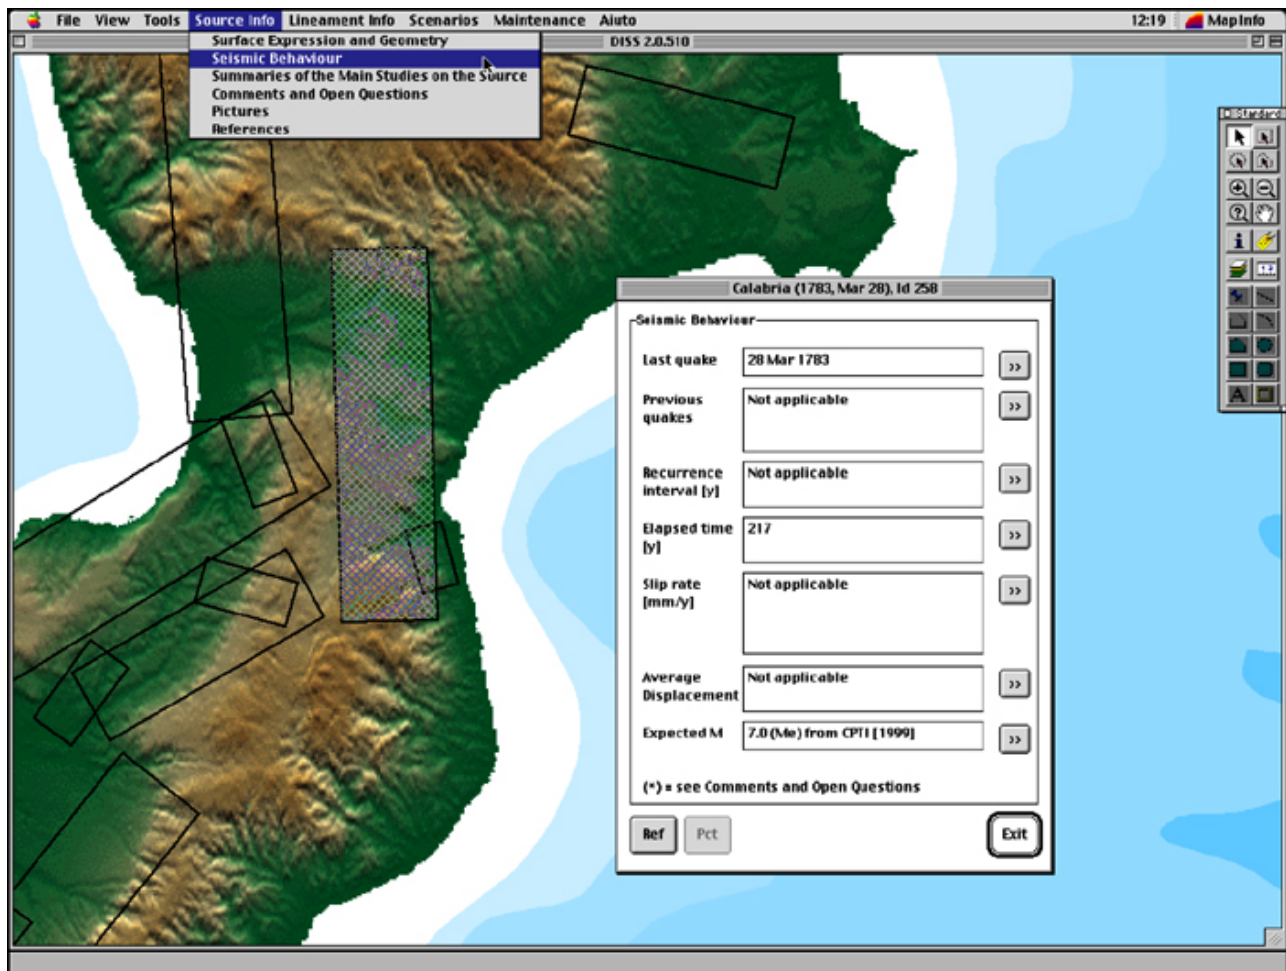 File View Tools Source Info Lineament Info Scenarios Maintenance Aiuto 12:19 MapInfo
DISS 2.0.510
Surface Expression and Geometry
Seismic Behaviour
Summaries of the Main Studies on the Source
Comments and Open Questions
Pictures
References
Standard
Calabria (1783, Mar 28), Id 258
Seismic Behaviour
Last quake 28 Mar 1783 >>
Previous quakes Not applicable >>
Recurrence interval [y] Not applicable >>
Elapsed time [y] 217 >>
Slip rate [mm/y] Not applicable >>
Average Displacement Not applicable >>
Expected M 7.0 (Me) from CPTI [1999] >>
(*) = see Comments and Open Questions
Ref Pct Exit